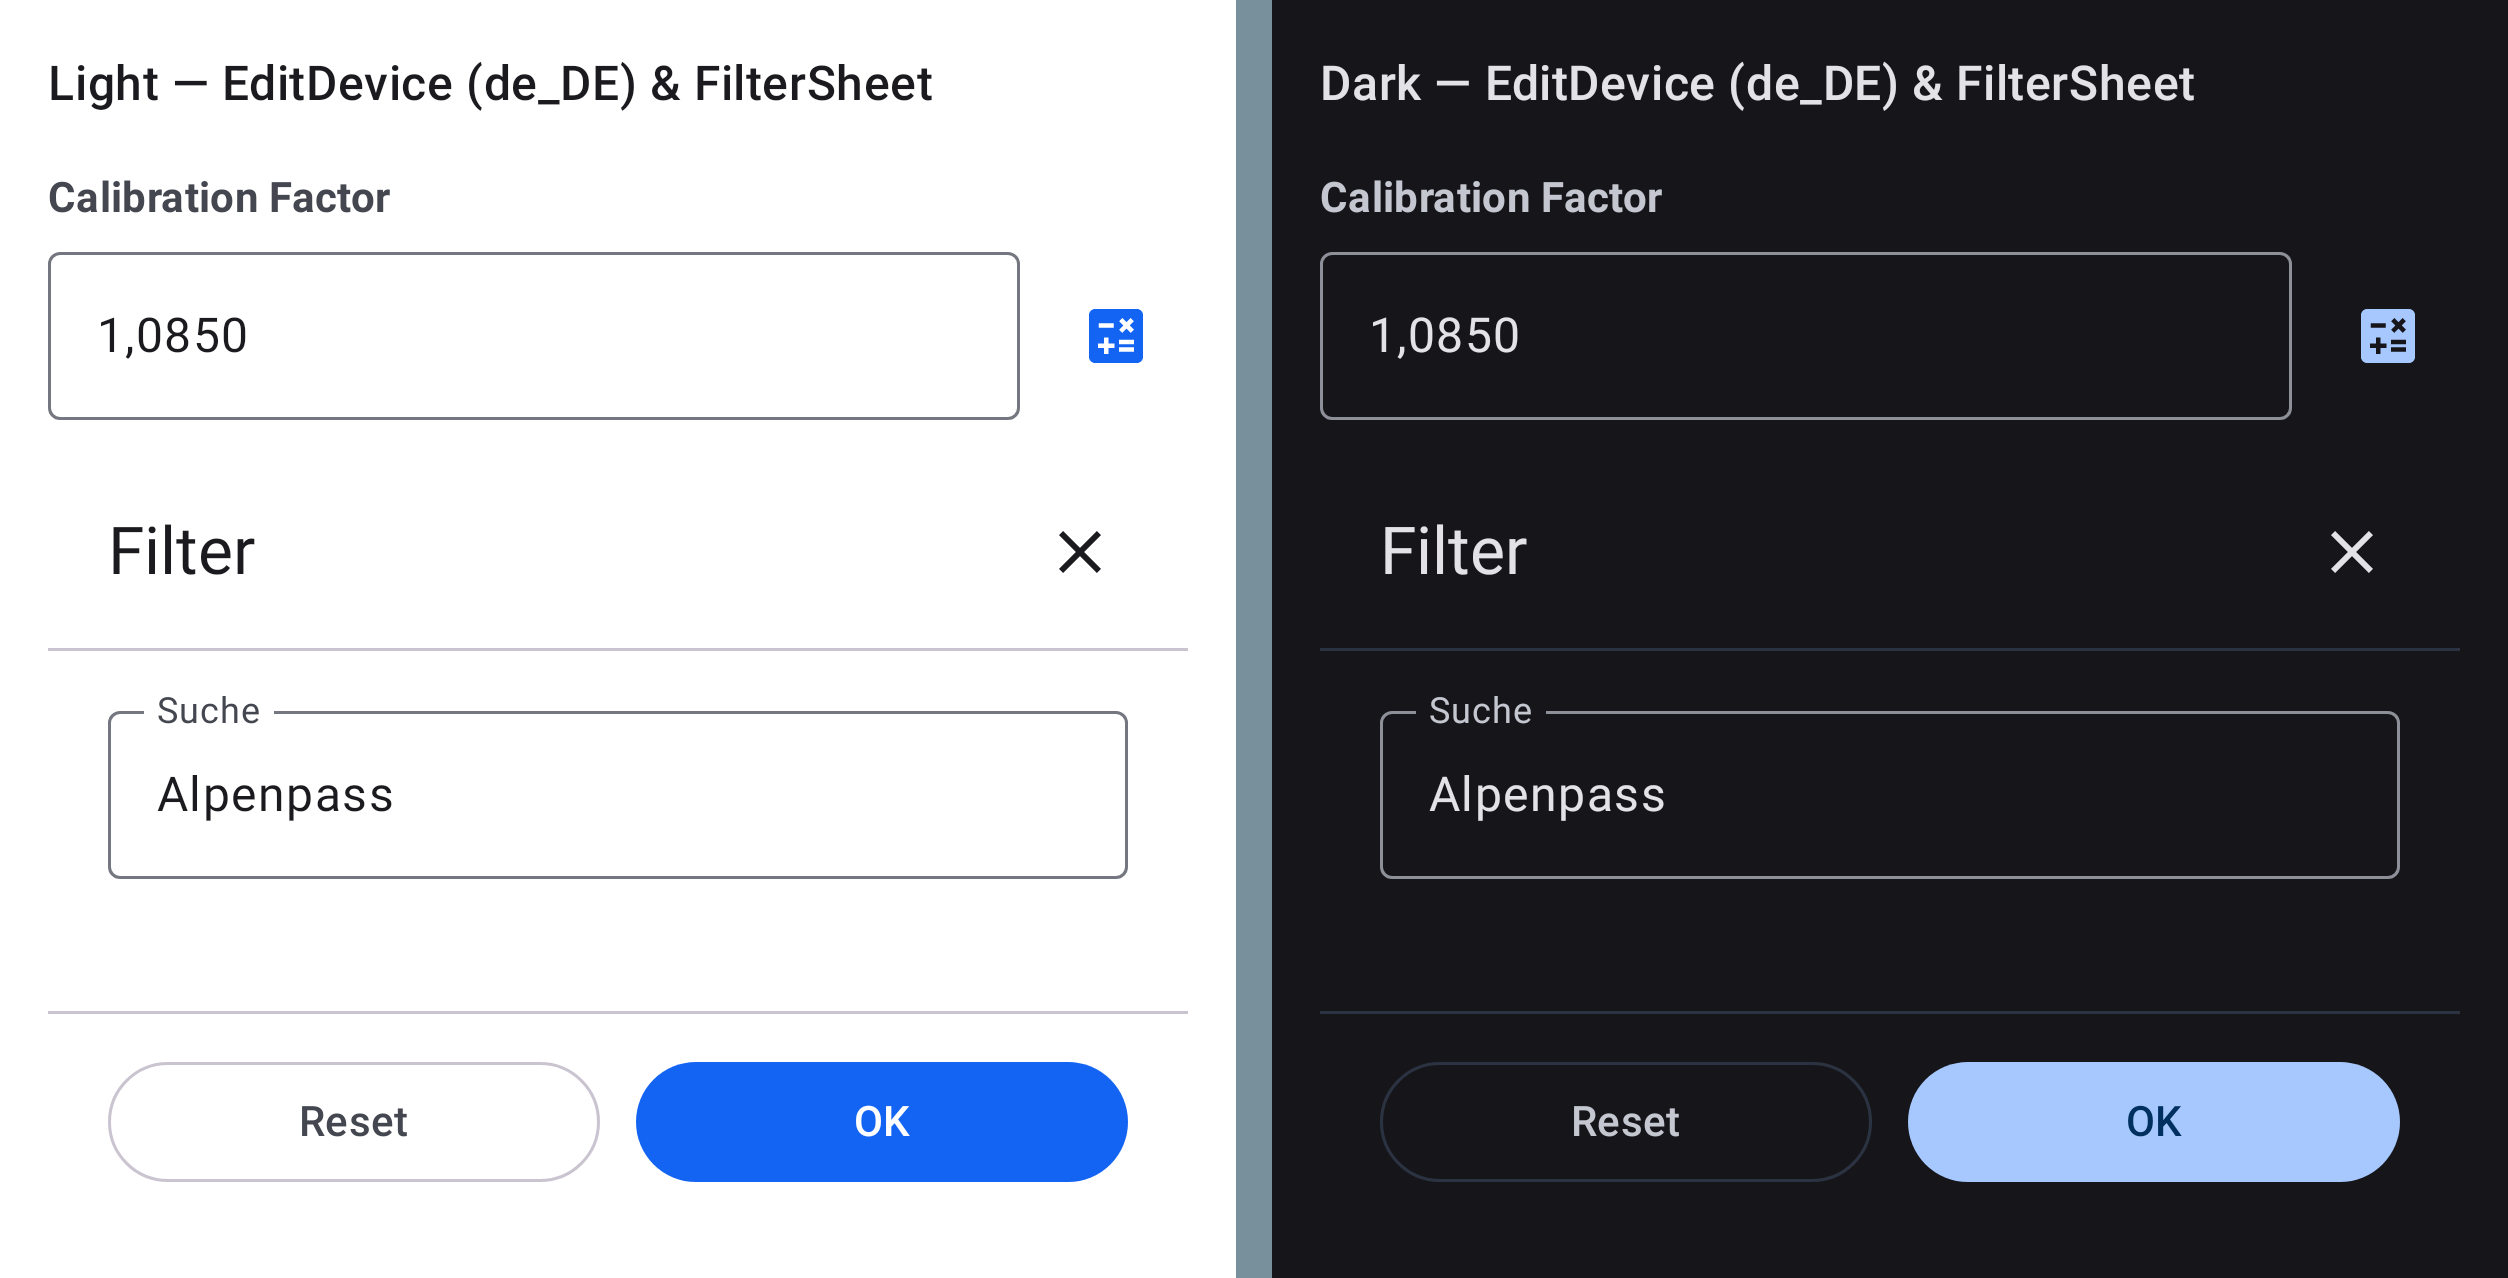 Light — EditDevice (de_DE) & FilterSheet
Calibration Factor
1,0850
Filter
Suche
Alpenpass
Reset
OK
Dark — EditDevice (de_DE) & FilterSheet
Calibration Factor
1,0850
Filter
Suche
Alpenpass
Reset
OK